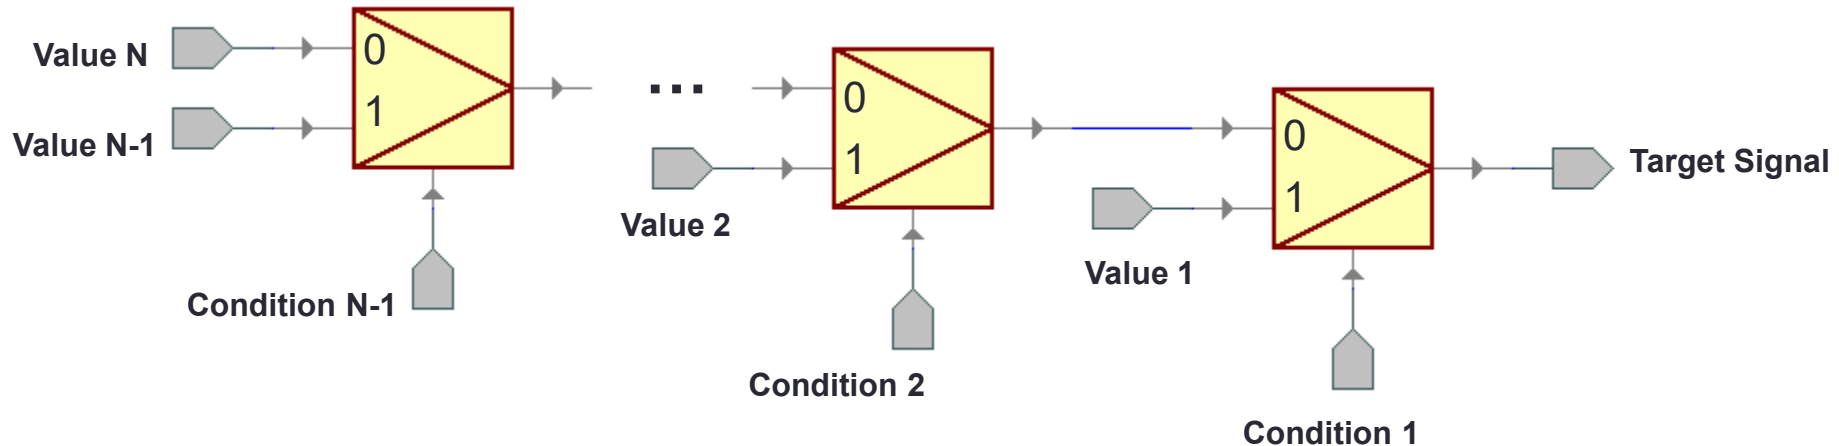 Value N
0
Value N-1
1
Condition N-1
...
0
1
Value 2
Condition 2
0
1
Value 1
Condition 1
Target Signal